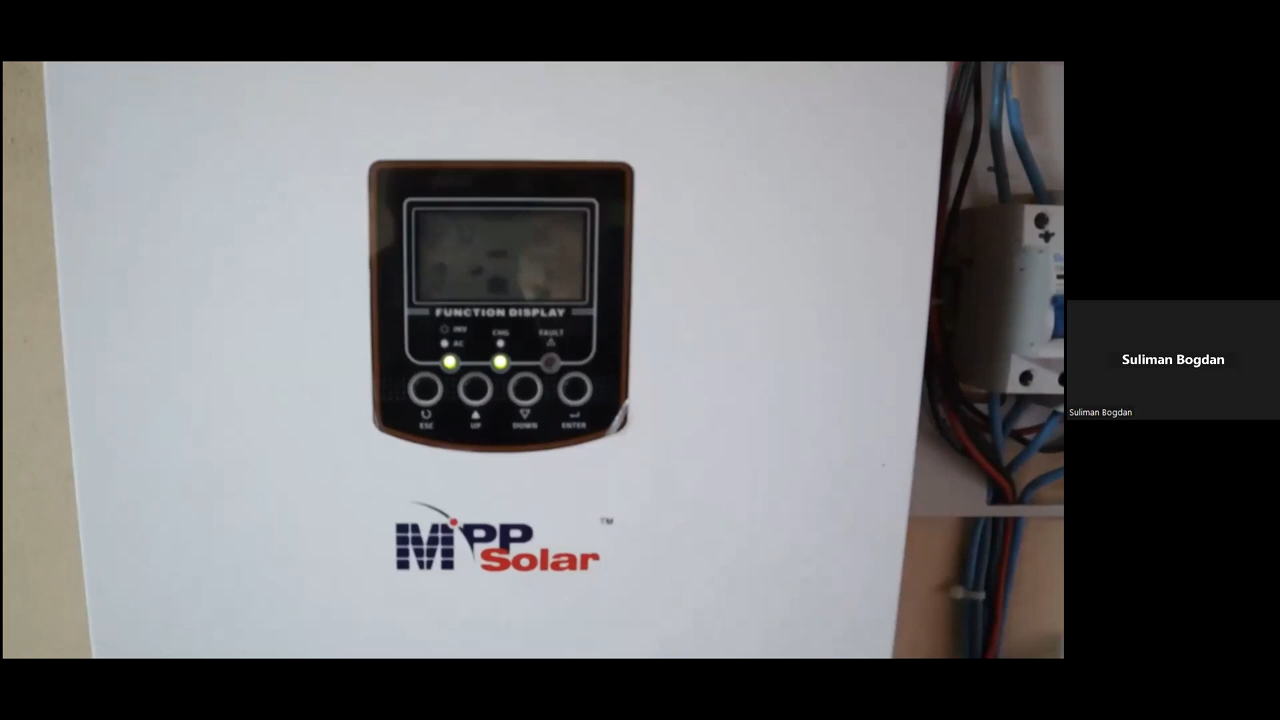 FUNCTION DISPLAY
INV
CHG
FAULT
AC
ESC
UP
DOWN
ENTER
MPP
Solar
TM
Suliman Bogdan
Suliman Bogdan